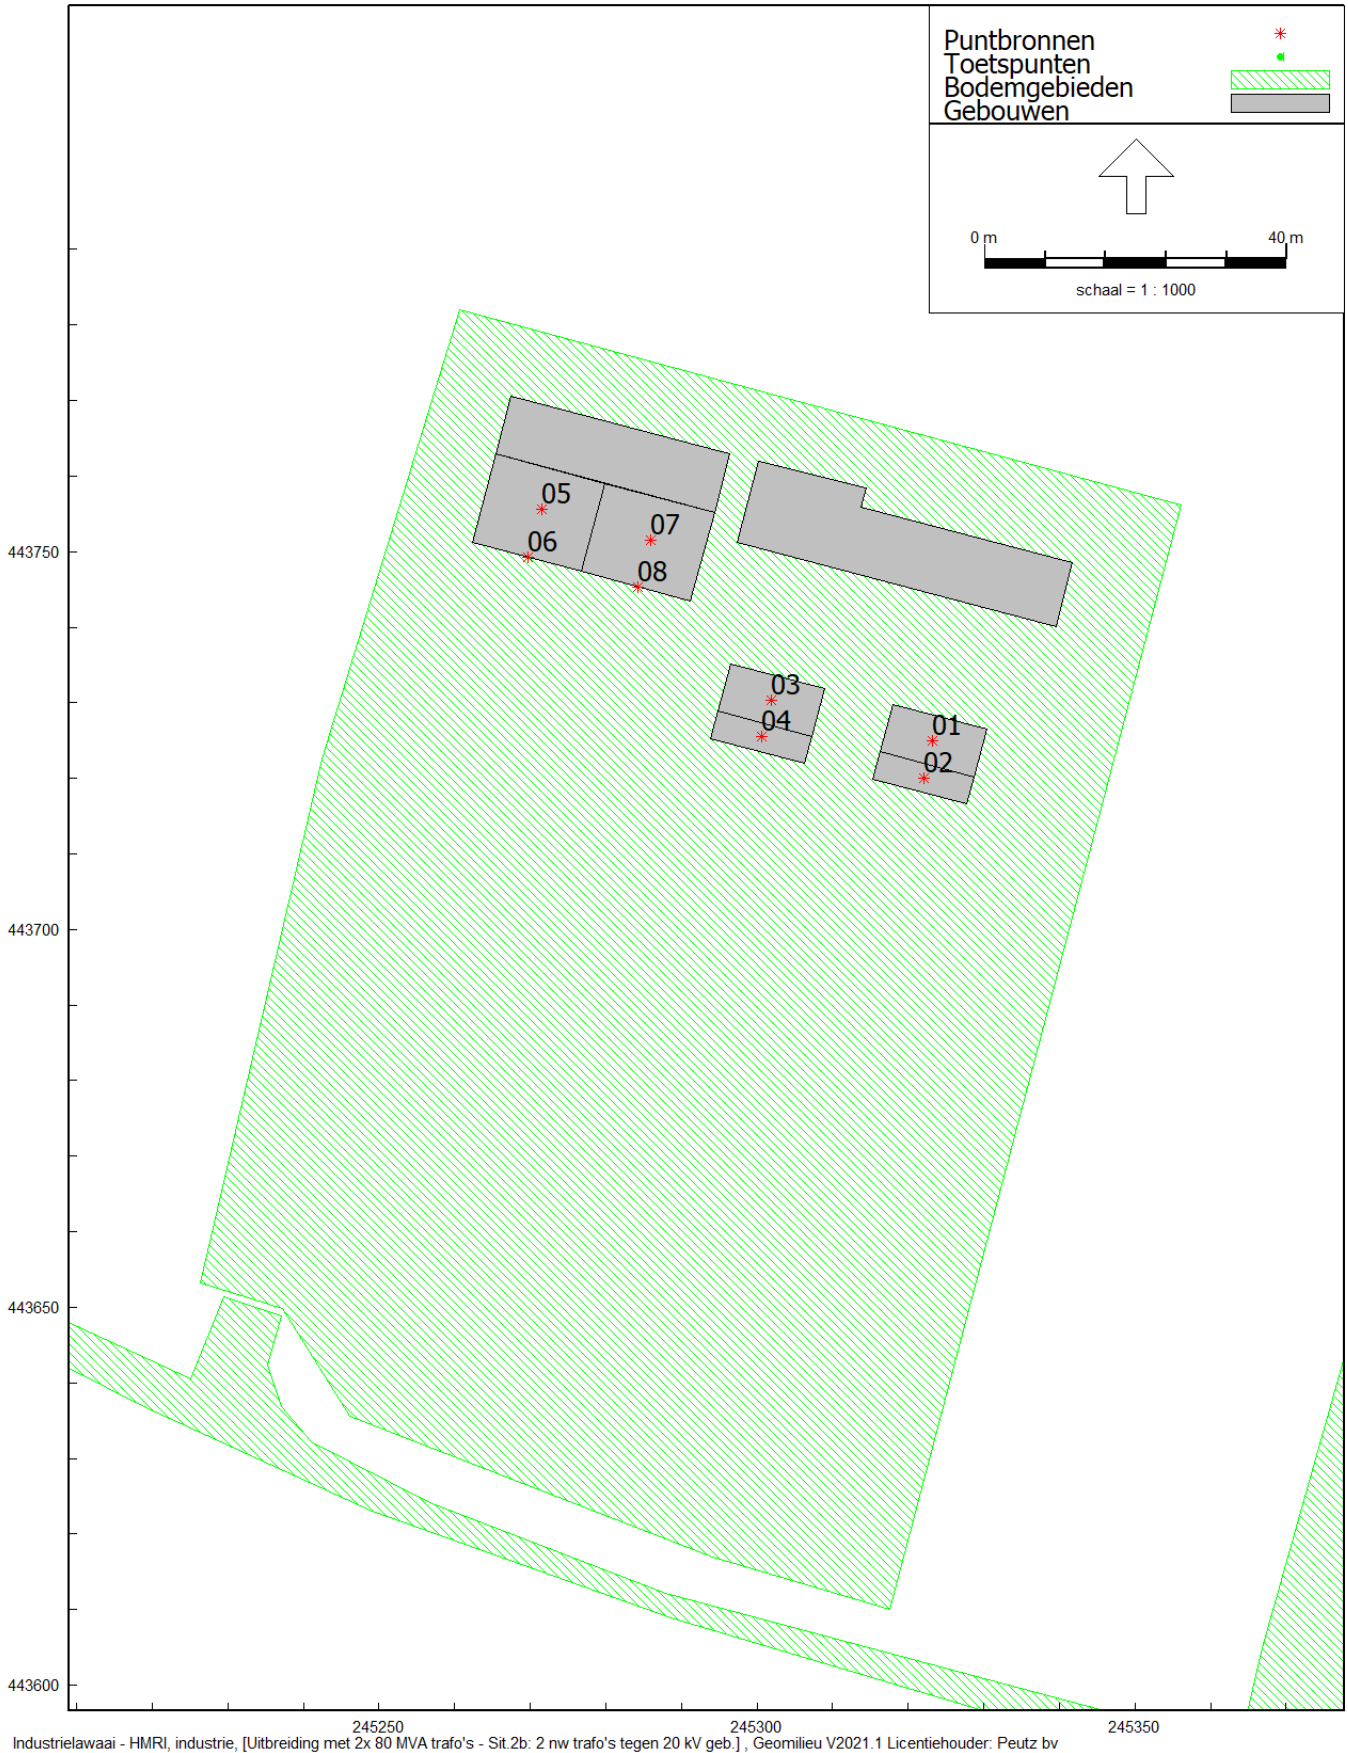 Puntbronnen
Toetspunten
Bodemgebieden
Gebouwen
0 m 40 m
schaal = 1 : 1000
05
07
06
08
443750
03
04
01
02
443700
443650
443600
245250 245300 245350
Industrielawaai - HMRI, industrie, [Uitbreiding met 2x 80 MVA trafo's - Sit.2b: 2 nw trafo's tegen 20 kV geb.] , Geomilieu V2021.1 Licentiehouder: Peutz bv